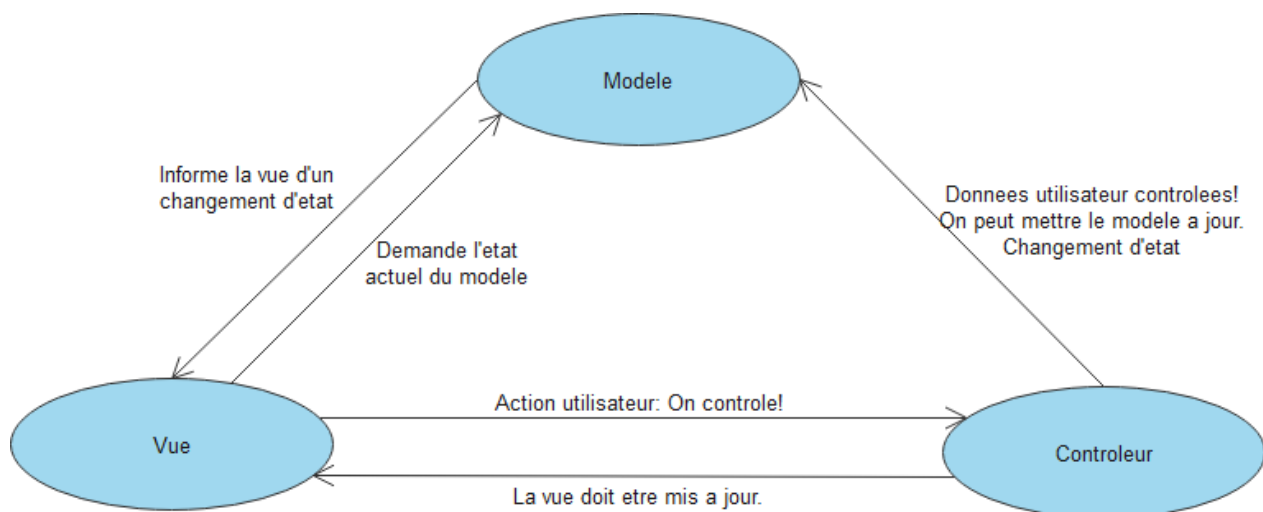 Modele
Informe la vue d'un
changement d'etat
Donnees utilisateur controlees!
On peut mettre le modele a jour.
Changement d'etat
Demande l'etat
actuel du modele
Action utilisateur: On controle!
Vue
Controleur
La vue doit etre mis a jour.